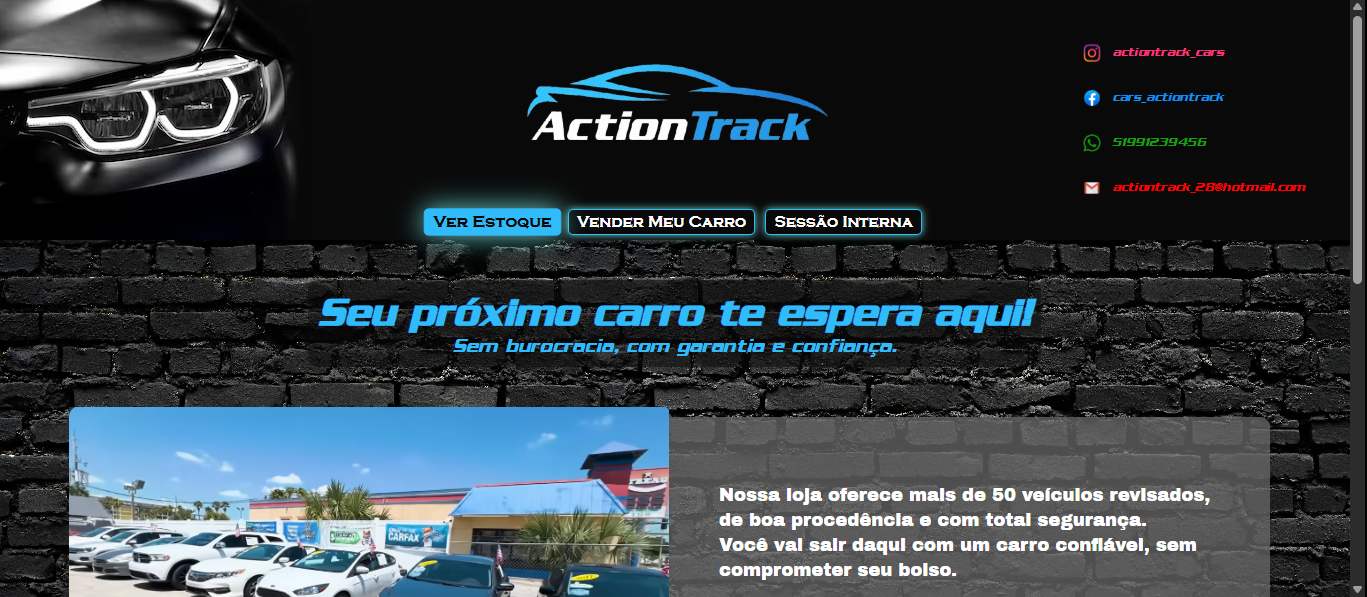 ActionTrack
actiontrack_cars
cars_actiontrack
51991239456
actiontrack_28@hotmail.com
Ver Estoque
Vender Meu Carro
Sessão Interna
Seu próximo carro te espera aqui!
Sem burocracia, com garantia e confiança.
Nossa loja oferece mais de 50 veículos revisados,
de boa procedência e com total segurança.
Você vai sair daqui com um carro confiável, sem
comprometer seu bolso.
CARFAX